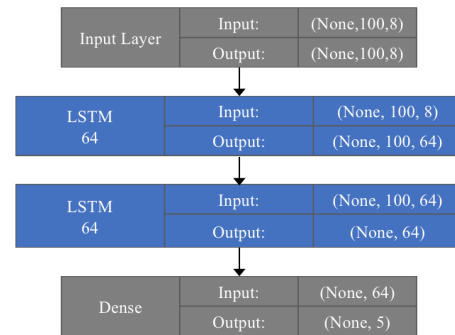 Input Layer
Input: (None,100,8)
Output: (None,100,8)
LSTM
64
Input: (None, 100, 8)
Output: (None, 100, 64)
LSTM
64
Input: (None, 100, 64)
Output: (None, 64)
Dense
Input: (None, 64)
Output: (None, 5)